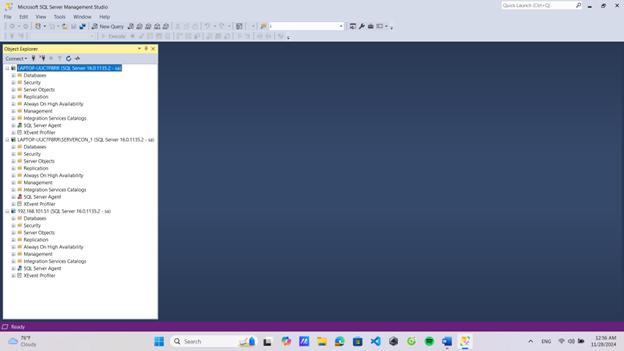 Microsoft SQL Server Management Studio
Quick Launch (Ctrl+Q)
File Edit View Tools Window Help
New Query
Execute
Object Explorer
Connect
LAPTOP-UUC7F8RR (SQL Server 16.0.1135.2 - sa)
Databases
Security
Server Objects
Replication
Always On High Availability
Management
Integration Services Catalogs
SQL Server Agent
XEvent Profiler
LAPTOP-UUC7F8RR\SERVERCON_1 (SQL Server 16.0.1135.2 - sa)
Databases
Security
Server Objects
Replication
Always On High Availability
Management
Integration Services Catalogs
SQL Server Agent
XEvent Profiler
192.168.101.51 (SQL Server 16.0.1135.2 - sa)
Databases
Security
Server Objects
Replication
Always On High Availability
Management
Integration Services Catalogs
SQL Server Agent
XEvent Profiler
Ready
76°F
Cloudy
Search
ENG
12:56 AM
11/28/2024